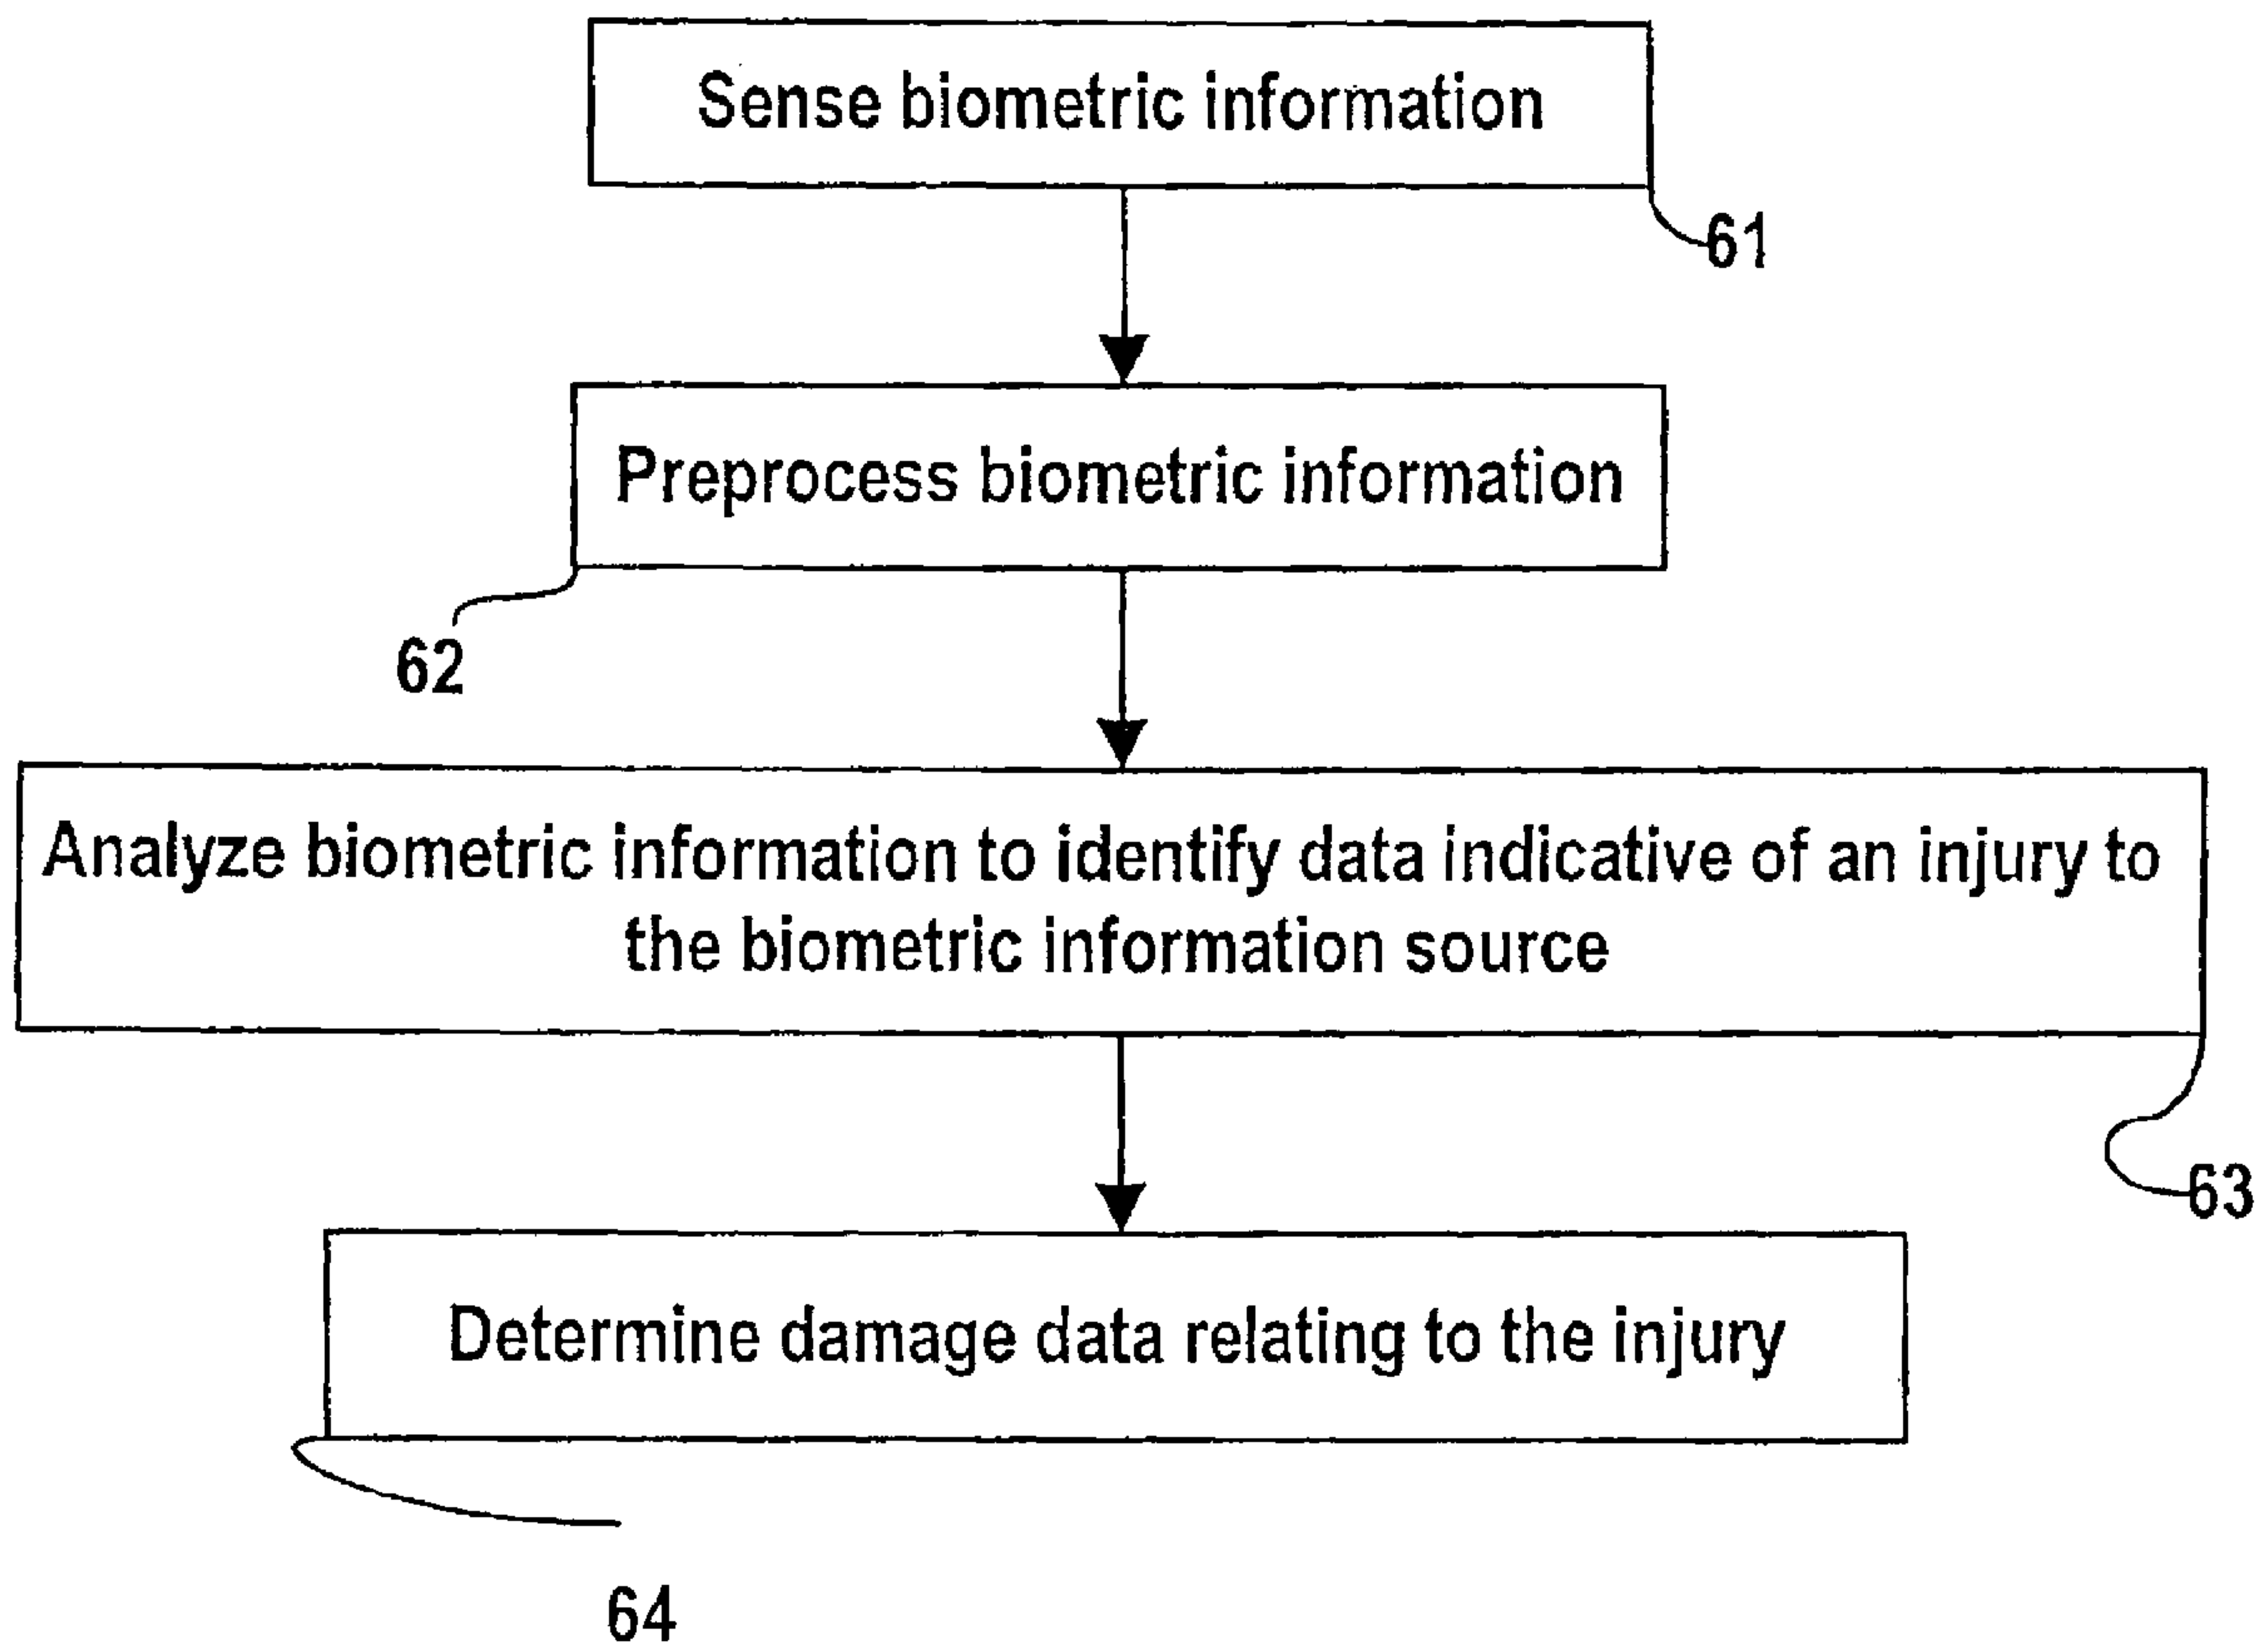 Sense biometric information
61
Preprocess biometric information
62
Analyze biometric information to identify data indicative of an injury to
the biometric information source
63
Determine damage data relating to the injury
64